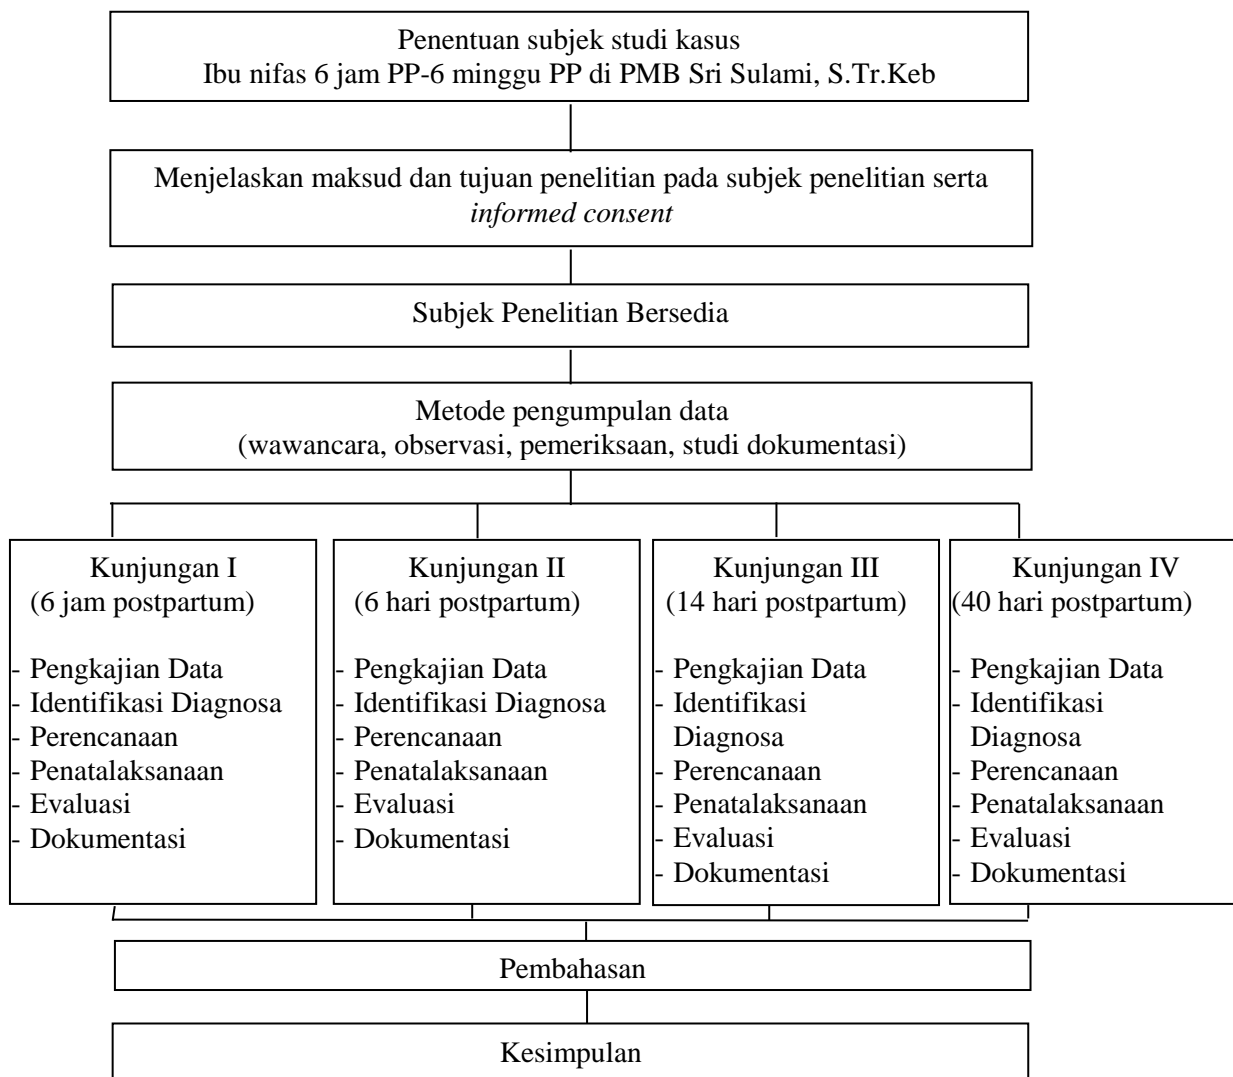 Penentuan subjek studi kasus
Ibu nifas 6 jam PP-6 minggu PP di PMB Sri Sulami, S.Tr.Keb
Menjelaskan maksud dan tujuan penelitian pada subjek penelitian serta
informed consent
Subjek Penelitian Bersedia
Metode pengumpulan data
(wawancara, observasi, pemeriksaan, studi dokumentasi)
Kunjungan I
(6 jam postpartum)
- Pengkajian Data
- Identifikasi Diagnosa
- Perencanaan
- Penatalaksanaan
- Evaluasi
- Dokumentasi
Kunjungan II
(6 hari postpartum)
- Pengkajian Data
- Identifikasi Diagnosa
- Perencanaan
- Penatalaksanaan
- Evaluasi
- Dokumentasi
Kunjungan III
(14 hari postpartum)
- Pengkajian Data
- Identifikasi
Diagnosa
- Perencanaan
- Penatalaksanaan
- Evaluasi
- Dokumentasi
Kunjungan IV
(40 hari postpartum)
- Pengkajian Data
- Identifikasi
Diagnosa
- Perencanaan
- Penatalaksanaan
- Evaluasi
- Dokumentasi
Pembahasan
Kesimpulan